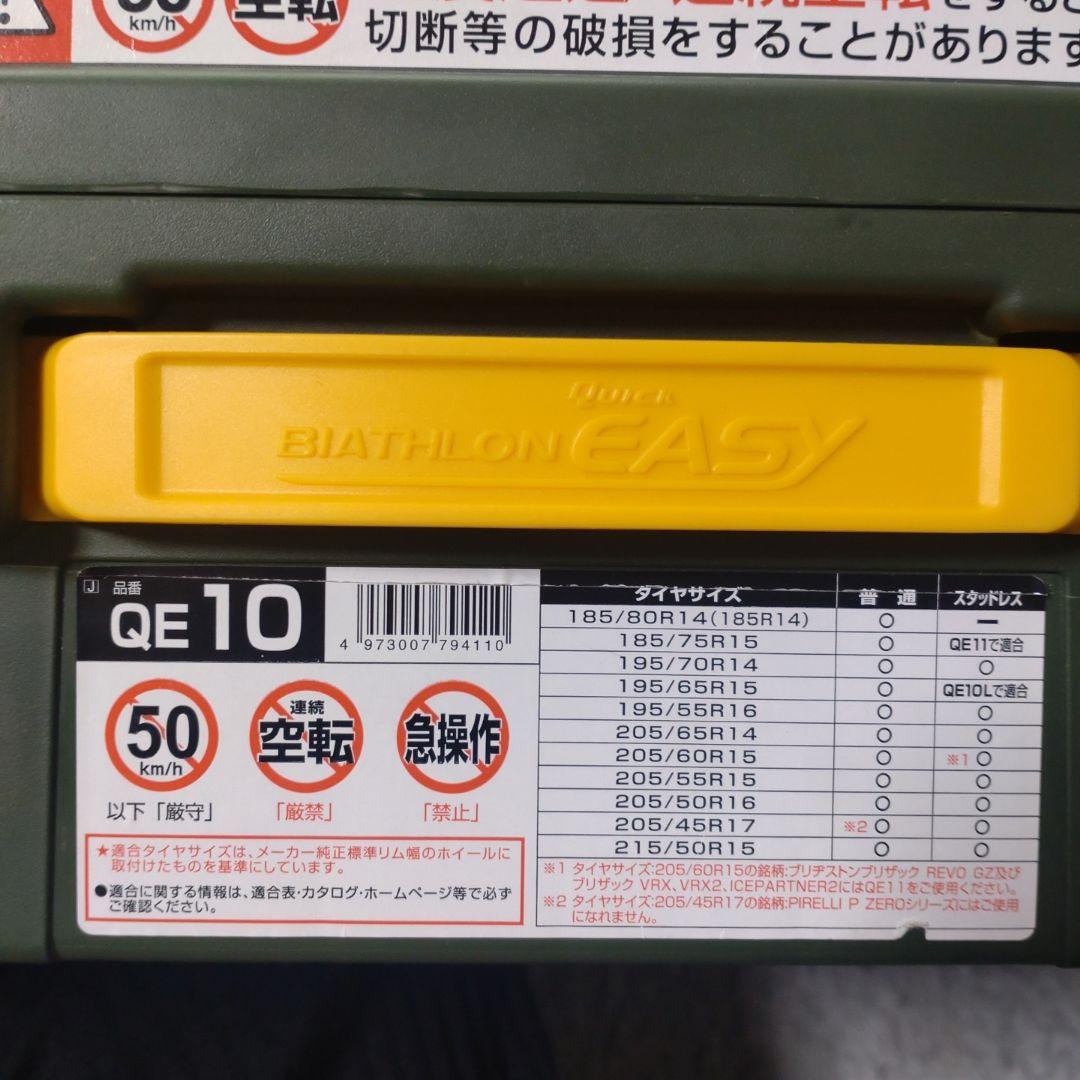 km/h
空転
切断等の破損をすることがあります
Quick
BIATHLON EASY
J 品番
QE10
4 973007 794110
50
km/h
以下「厳守」
連続
空転
「厳禁」
急操作
「禁止」
★適合タイヤサイズは、メーカー純正標準リム幅のホイールに
取付けたものを基準にしています。
●適合に関する情報は、適合表・カタログ・ホームページ等で必ず
ご確認ください。
タイヤサイズ 普通 スタッドレス
185/80R14(185R14) ○ ー
185/75R15 ○ QE11で適合
195/70R14 ○ ○
195/65R15 ○ QE10Lで適合
195/55R16 ○ ○
205/65R14 ○ ○
205/60R15 ○ ※1○
205/55R15 ○ ○
205/50R16 ○ ○
205/45R17 ※2○ ○
215/50R15 ○ ○
※1 タイヤサイズ:205/60R15の銘柄:ブリヂストンブリザック REVO GZ及び
ブリザック VRX、VRX2、ICEPARTNER2にはQE11をご使用ください。
※2 タイヤサイズ:205/45R17の銘柄:PIRELLI P ZEROシリーズにはご使用
になれません。